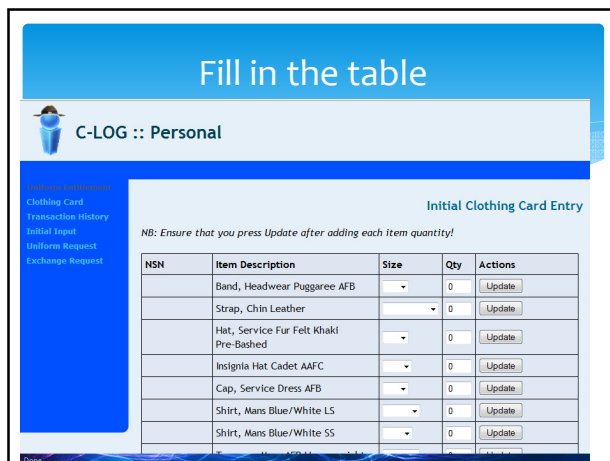 Fill in the table
C-LOG :: Personal
Uniform Entitlement
Clothing Card
Transaction History
Initial Input
Uniform Request
Exchange Request
Initial Clothing Card Entry
NB: Ensure that you press Update after adding each item quantity!
NSN Item Description Size Qty Actions
Band, Headwear Puggaree AFB 0 Update
Strap, Chin Leather 0 Update
Hat, Service Fur Felt Khaki
Pre-Bashed 0 Update
Insignia Hat Cadet AAFC 0 Update
Cap, Service Dress AFB 0 Update
Shirt, Mans Blue/White LS 0 Update
Shirt, Mans Blue/White SS 0 Update
Done